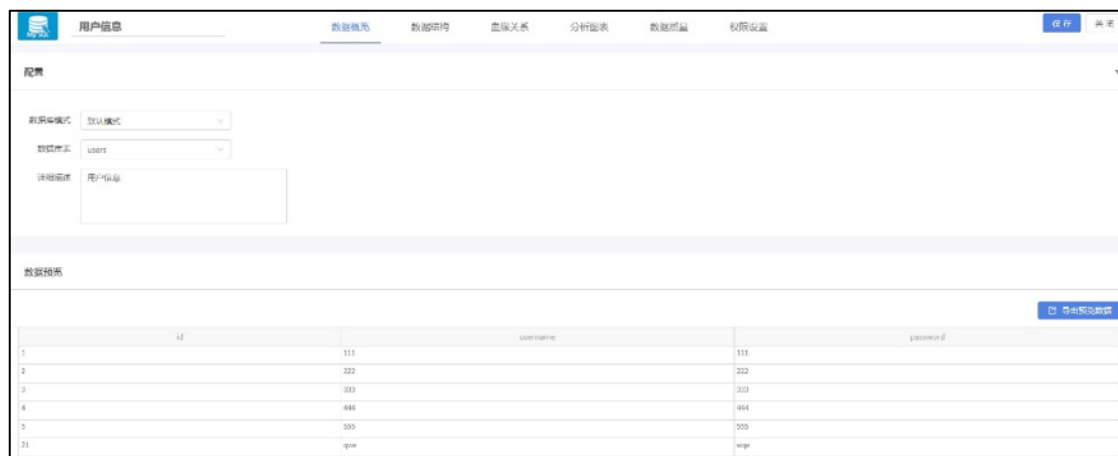 MySQL 用户信息 数据概览 数据结构 血缘关系 分析图表 数据质量 权限设置 保存 关闭
配置
数据库模式 默认模式
数据库表 users
详细描述 用户信息
数据预览
导出预览数据
id username password
1 111 111
2 222 222
3 333 333
4 444 444
5 555 555
21 qwe